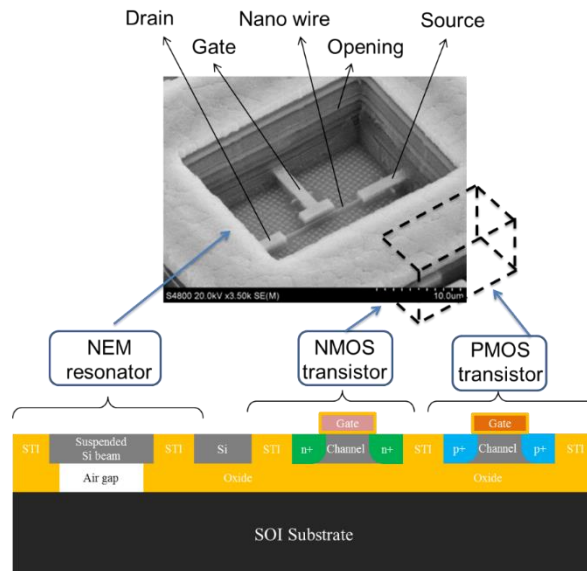 Drain
Nano wire
Source
Gate
Opening
S4800 20.0kV x3.50k SE(M)
10.0um
NEM
resonator
NMOS
transistor
PMOS
transistor
Gate
Gate
STI
Suspended
Si beam
STI
Si
STI
n+
Channel
n+
STI
p+
Channel
p+
STI
Air gap
Oxide
Oxide
SOI Substrate